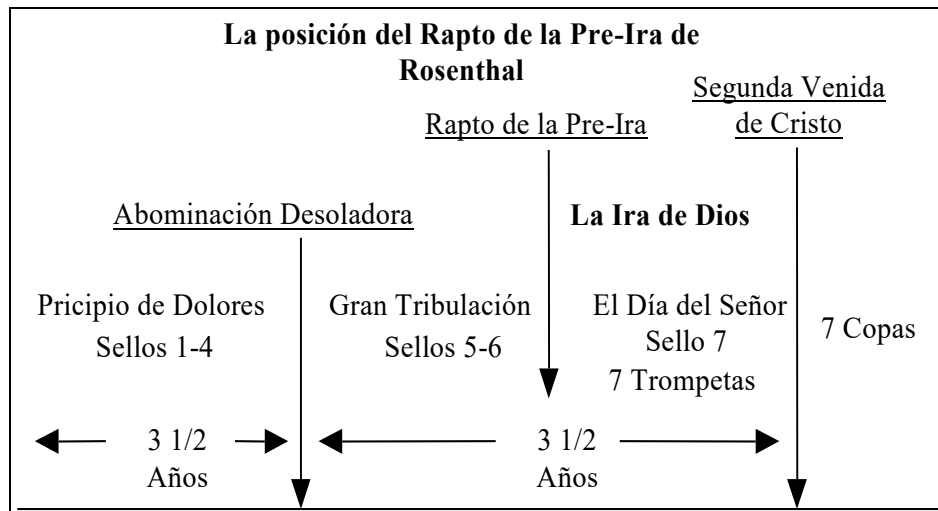 La posición del Rapto de la Pre-Ira de
Rosenthal
Segunda Venida
de Cristo
Rapto de la Pre-Ira
Abominación Desoladora
La Ira de Dios
Pricipio de Dolores
Sellos 1-4
Gran Tribulación
Sellos 5-6
El Día del Señor
Sello 7
7 Trompetas
7 Copas
3 1/2
Años
3 1/2
Años